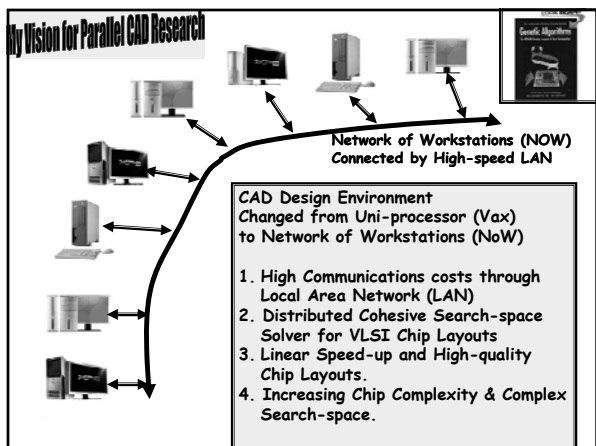 My Vision for Parallel CAD Research
Genetic Algorithms
Network of Workstations (NOW)
Connected by High-speed LAN
CAD Design Environment
Changed from Uni-processor (Vax)
to Network of Workstations (NoW)
1. High Communications costs through
Local Area Network (LAN)
2. Distributed Cohesive Search-space
Solver for VLSI Chip Layouts
3. Linear Speed-up and High-quality
Chip Layouts.
4. Increasing Chip Complexity & Complex
Search-space.